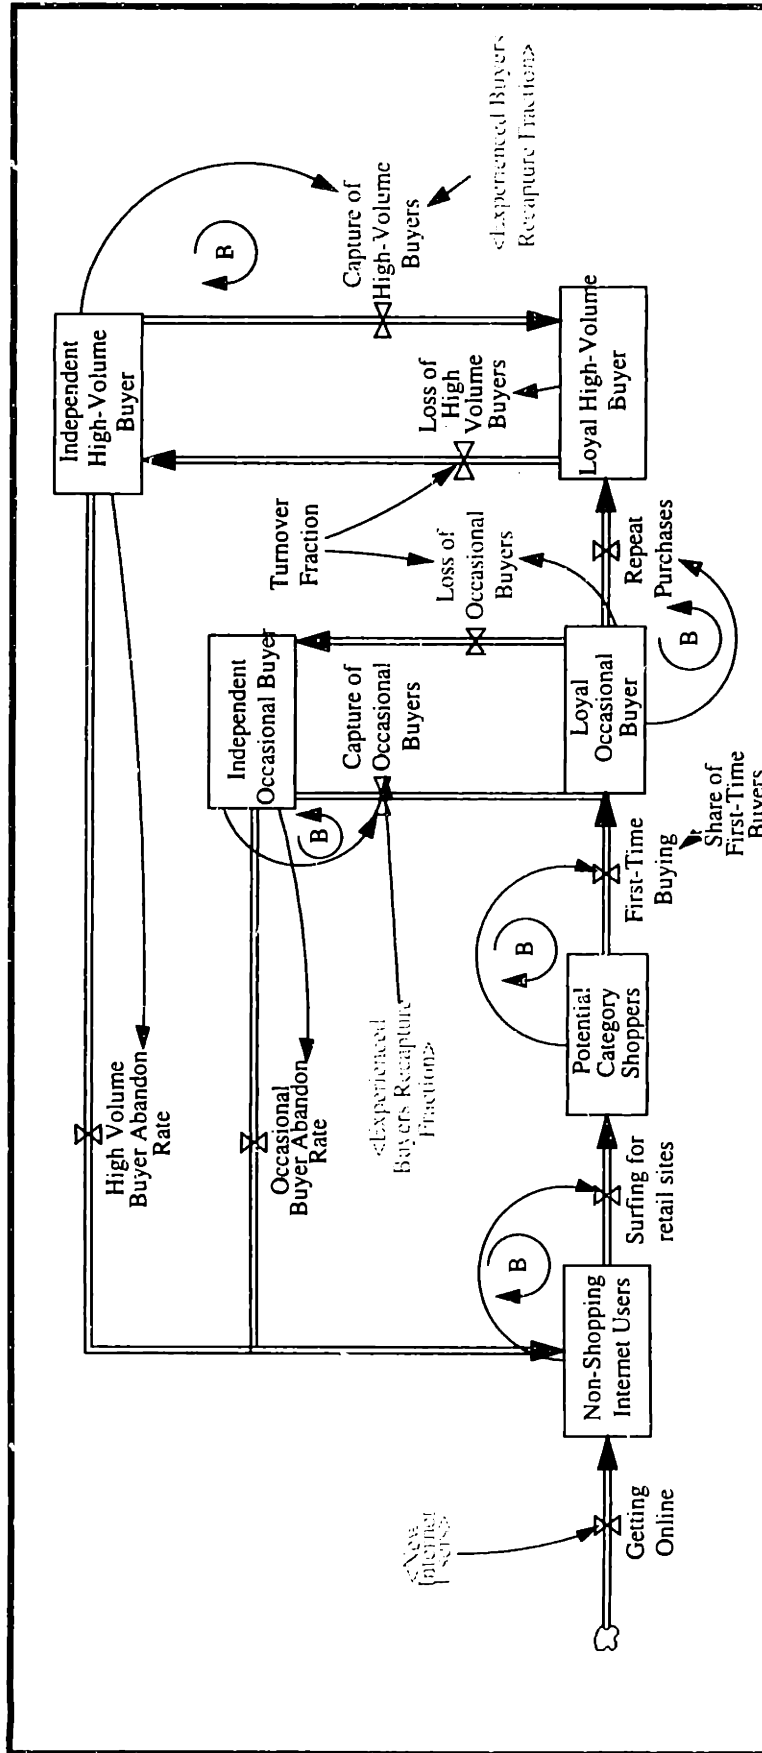 Independent
High-Volume
Buyer
Capture of
High-Volume
Buyers
B
<Experienced Buyers
Recapture Fraction>
Loss of
High
Volume
Buyers
Loyal High-Volume
Buyer
Turnover
Fraction
Loss of
Occasional
Buyers
Repeat
Purchases
B
Independent
Occasional Buyer
Capture of
Occasional
Buyers
B
Loyal
Occasional
Buyer
High Volume
Buyer Abandon
Rate
Occasional
Buyer Abandon
Rate
<Experienced
Buyers Recapture
Fraction>
First-Time
Buying
Share of
First-Time
Buyers
B
Potential
Category
Shoppers
Surfing for
retail sites
B
Non-Shopping
Internet Users
<New
Internet
Users>
Getting
Online